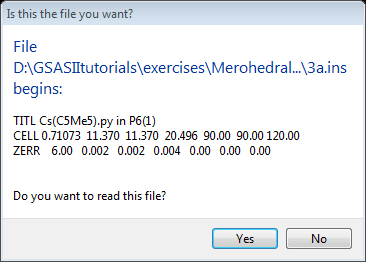 Is this the file you want?
File
D:\GSASIItutorials\exercises\Merohedral...\3a.ins
begins:
TITL Cs(C5Me5).py in P6(1)
CELL 0.71073 11.370 11.370 20.496 90.00 90.00 120.00
ZERR 6.00 0.002 0.002 0.004 0.00 0.00 0.00
Do you want to read this file?
Yes No